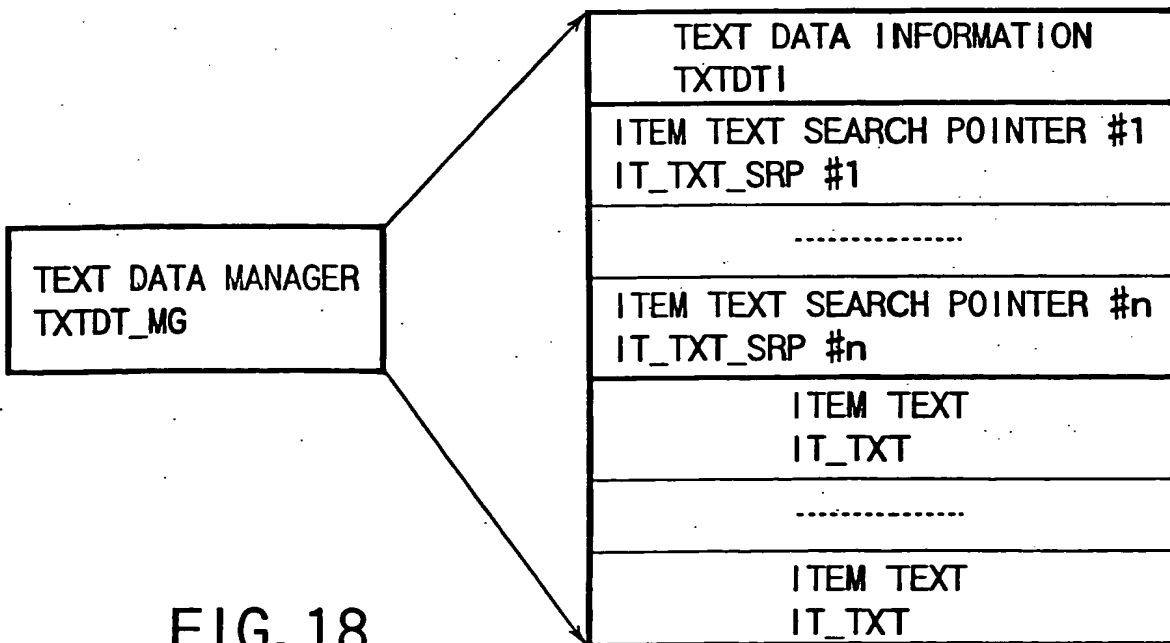 TEXT DATA INFORMATION
TXTDTI
ITEM TEXT SEARCH POINTER #1
IT_TXT_SRP #1
----------------
TEXT DATA MANAGER
TXTDT_MG
ITEM TEXT SEARCH POINTER #n
IT_TXT_SRP #n
ITEM TEXT
IT_TXT
----------------
ITEM TEXT
IT_TXT
FIG. 18